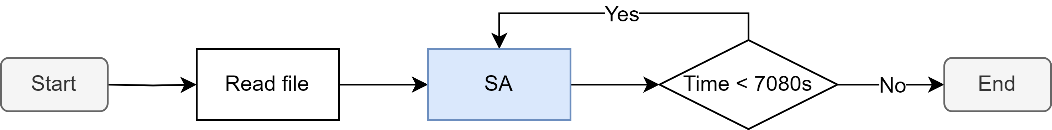 Yes
Start
Read file
SA
Time < 7080s
No
End